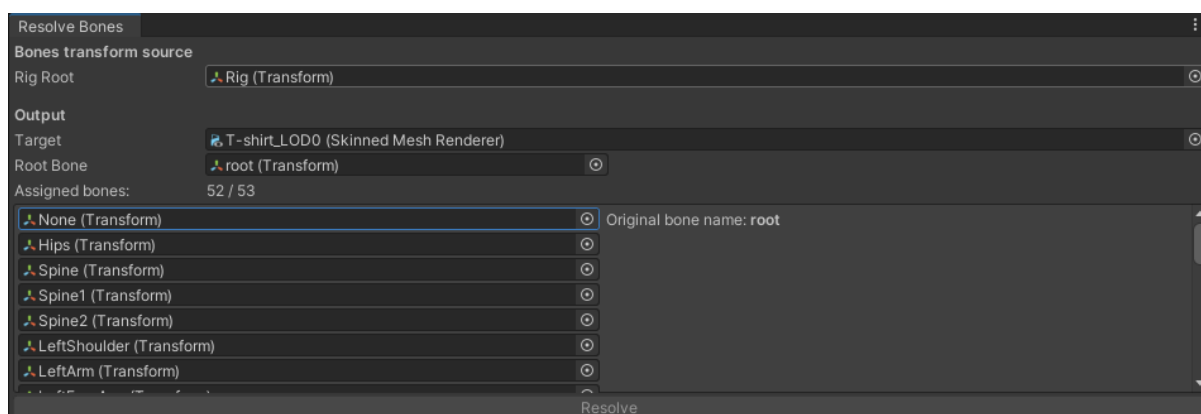 Resolve Bones
Bones transform source
Rig Root Rig (Transform)
Output
Target T-shirt_LOD0 (Skinned Mesh Renderer)
Root Bone root (Transform)
Assigned bones: 52 / 53
None (Transform) Original bone name: root
Hips (Transform)
Spine (Transform)
Spine1 (Transform)
Spine2 (Transform)
LeftShoulder (Transform)
LeftArm (Transform)
Resolve